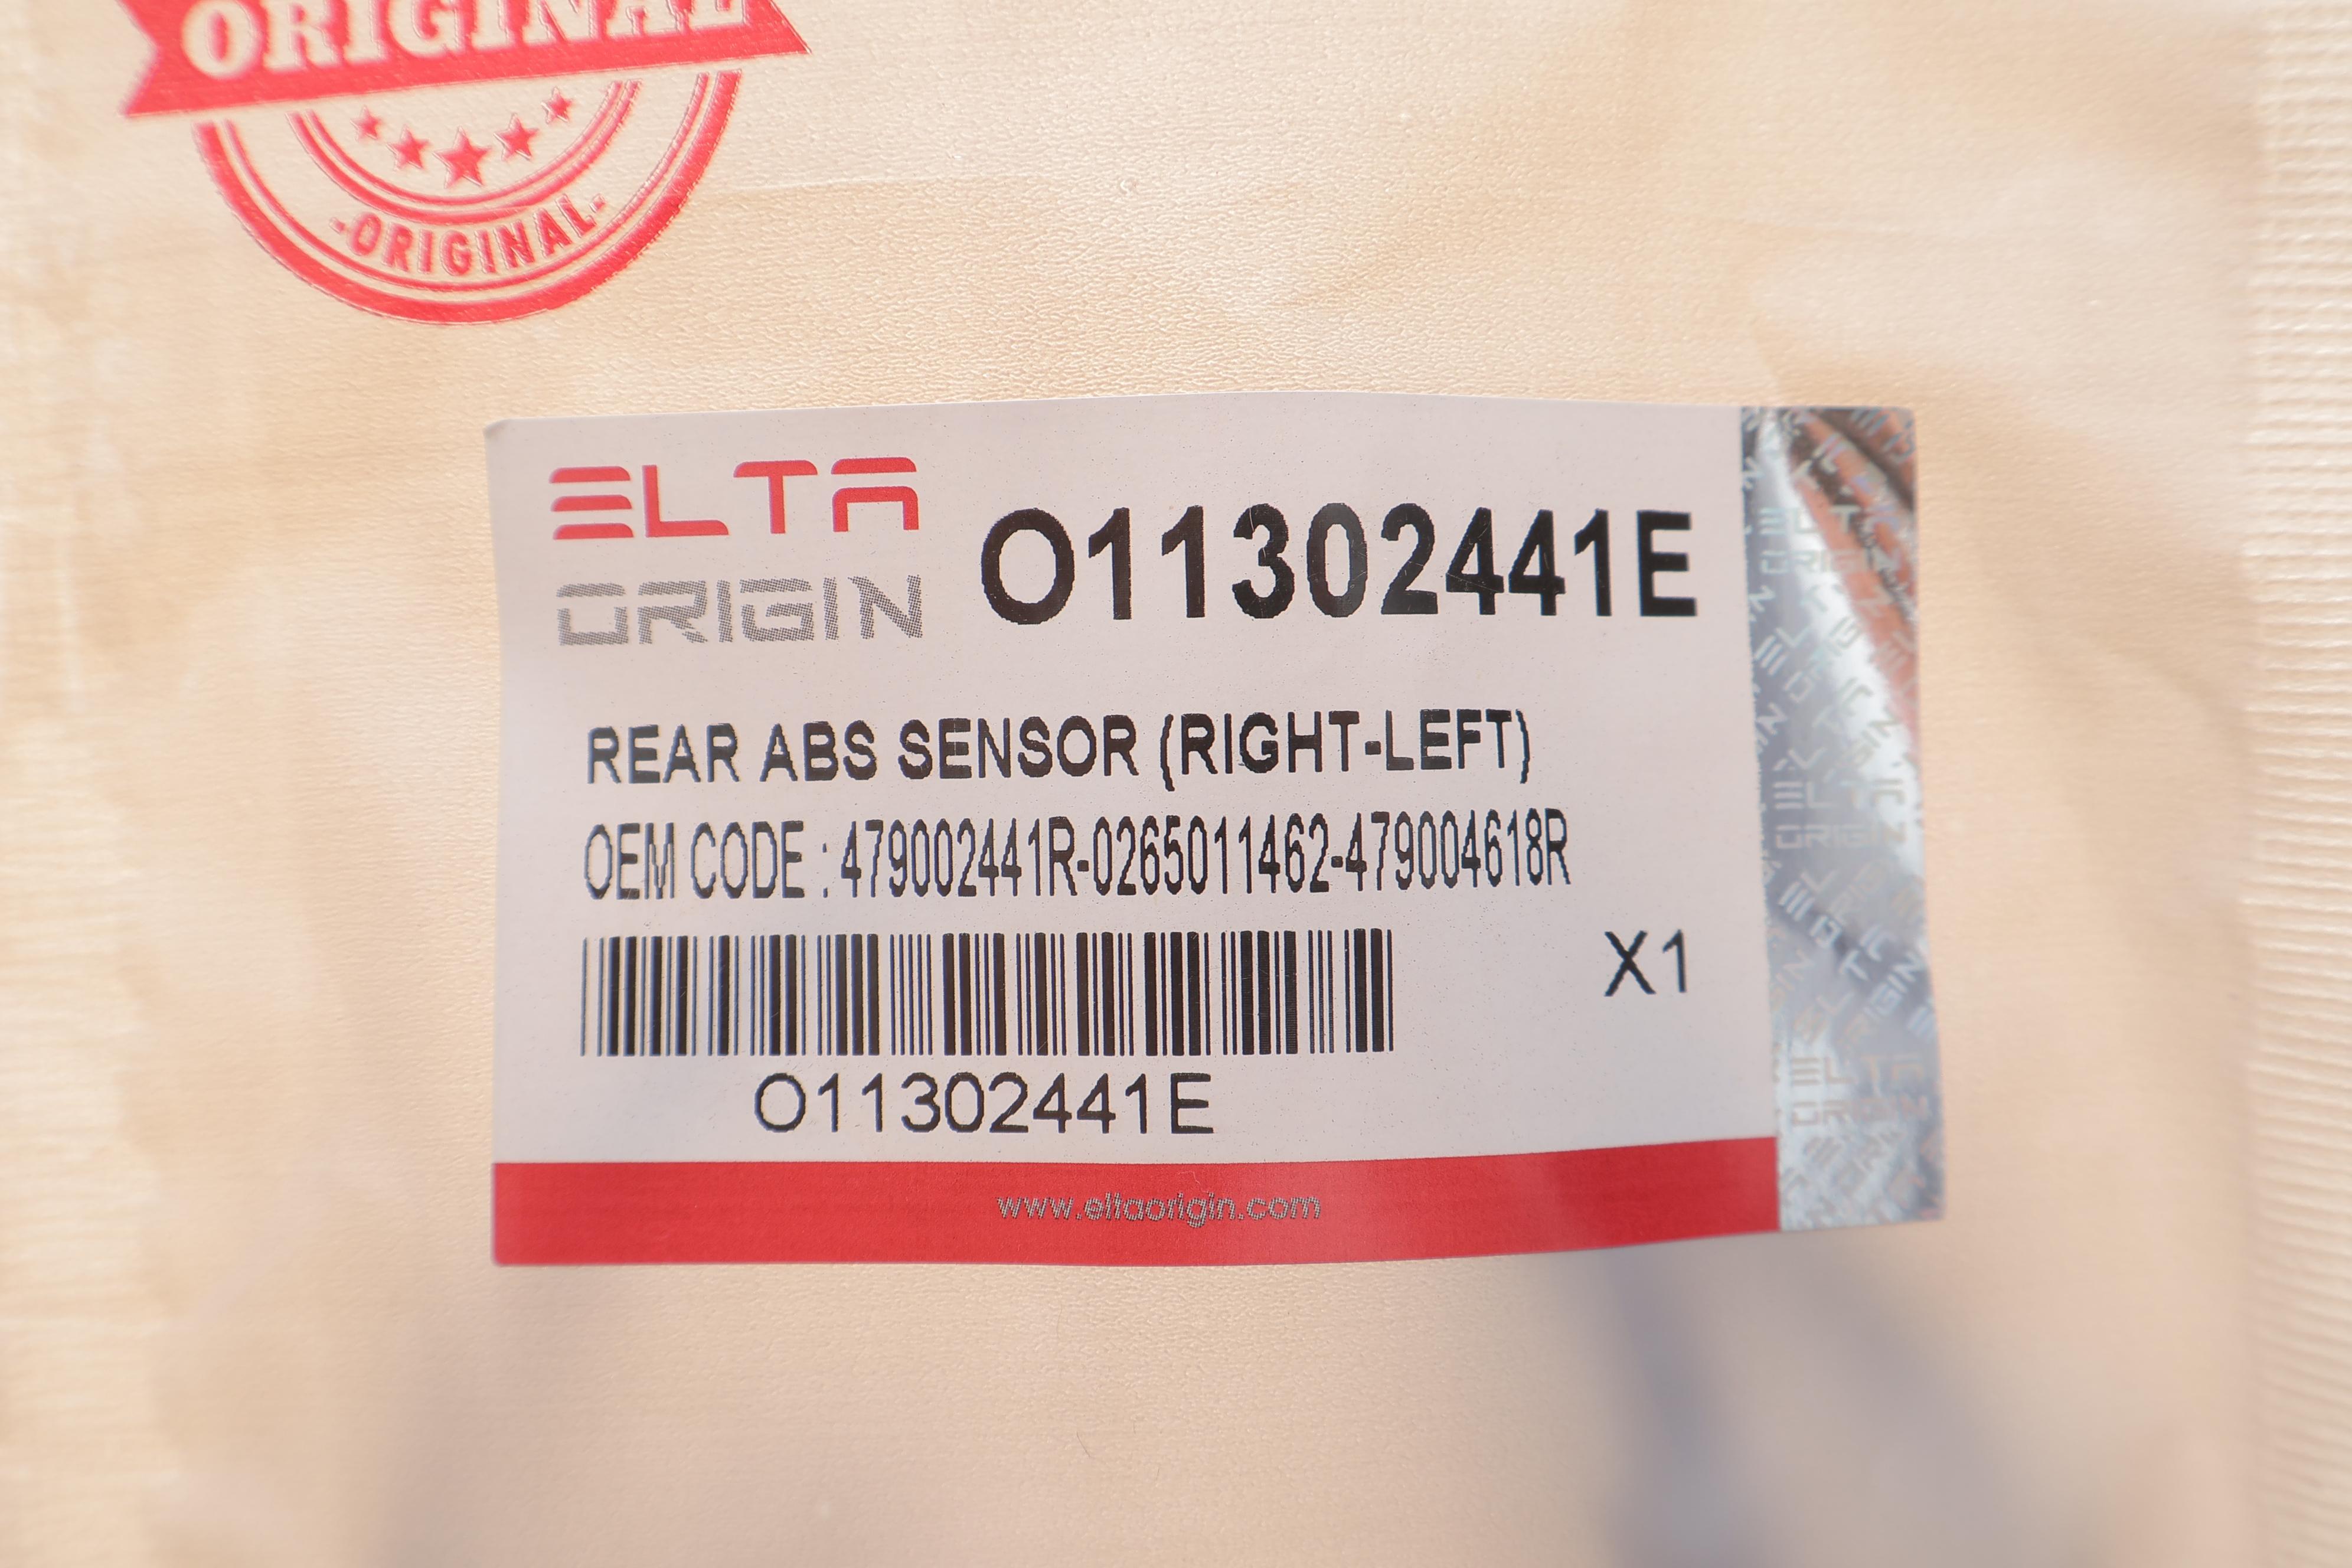 ORIGINAL
-ORIGINAL-
ELTA
ORIGIN
O11302441E
REAR ABS SENSOR (RIGHT-LEFT)
OEM CODE : 479002441R-0265011462-479004618R
X1
O11302441E
www.eltaorigin.com